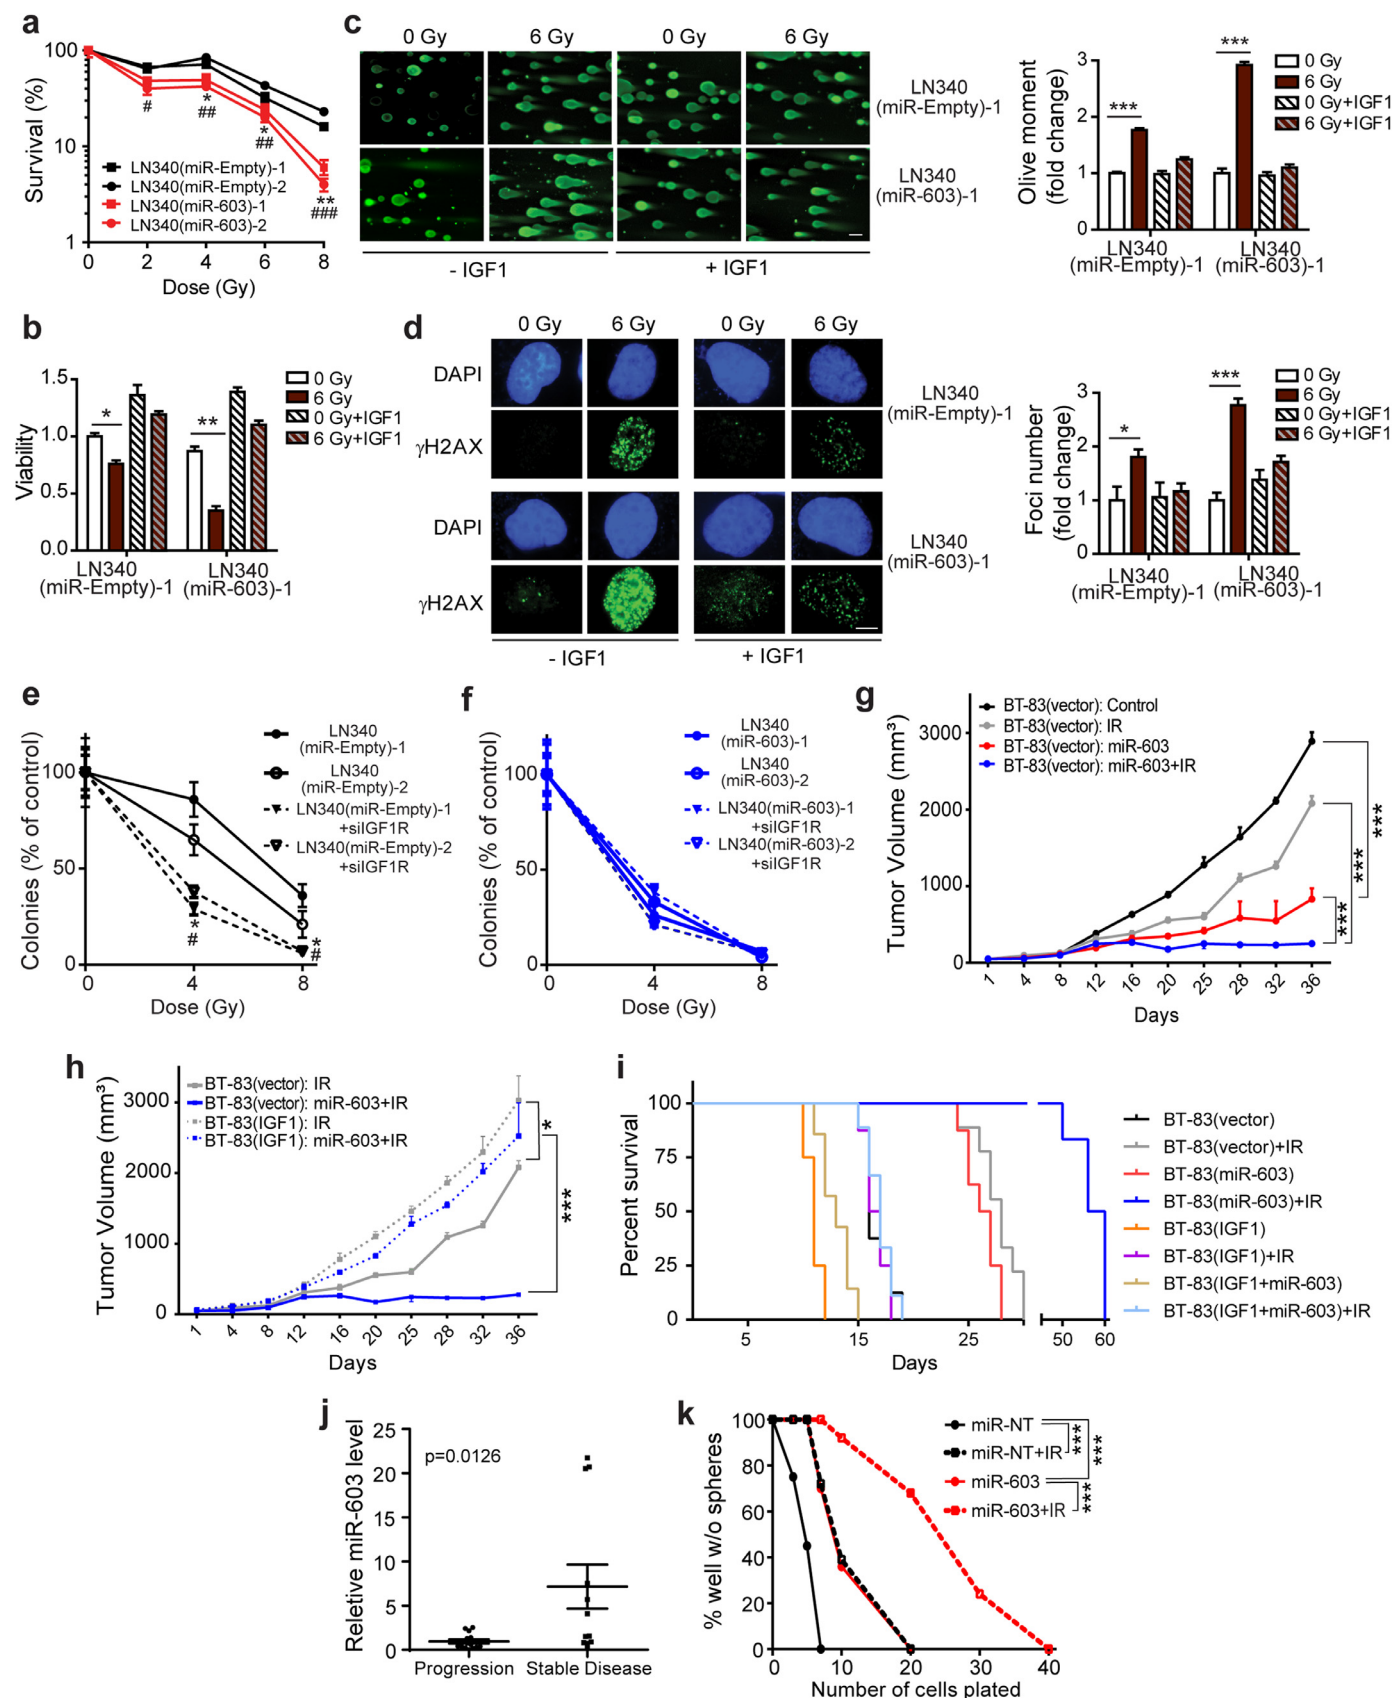 a
Survival (%)
100
10
1
LN340(miR-Empty)-1
LN340(miR-Empty)-2
LN340(miR-603)-1
LN340(miR-603)-2
#
*
##
*
##
**
###
0 2 4 6 8
Dose (Gy)
b
Viability
1.5
1.0
0.5
0.0
*
**
0 Gy
6 Gy
0 Gy+IGF1
6 Gy+IGF1
LN340 LN340
(miR-Empty)-1 (miR-603)-1
c
0 Gy 6 Gy 0 Gy 6 Gy
LN340
(miR-Empty)-1
LN340
(miR-603)-1
- IGF1 + IGF1
Olive moment
(fold change)
3
2
1
0
***
***
0 Gy
6 Gy
0 Gy+IGF1
6 Gy+IGF1
LN340 LN340
(miR-Empty)-1 (miR-603)-1
d
0 Gy 6 Gy 0 Gy 6 Gy
DAPI
γH2AX
DAPI
γH2AX
LN340
(miR-Empty)-1
LN340
(miR-603)-1
- IGF1 + IGF1
Foci number
(fold change)
3
2
1
0
*
***
0 Gy
6 Gy
0 Gy+IGF1
6 Gy+IGF1
LN340 LN340
(miR-Empty)-1 (miR-603)-1
e
Colonies (% of control)
100
50
0
LN340
(miR-Empty)-1
LN340
(miR-Empty)-2
LN340(miR-Empty)-1
+siIGF1R
LN340(miR-Empty)-2
+siIGF1R
*
#
*
#
0 4 8
Dose (Gy)
f
Colonies (% of control)
100
50
0
LN340
(miR-603)-1
LN340
(miR-603)-2
LN340(miR-603)-1
+siIGF1R
LN340(miR-603)-2
+siIGF1R
0 4 8
Dose (Gy)
g
Tumor Volume (mm³)
3000
2000
1000
0
BT-83(vector): Control
BT-83(vector): IR
BT-83(vector): miR-603
BT-83(vector): miR-603+IR
***
***
***
1 4 8 12 16 20 25 28 32 36
Days
h
Tumor Volume (mm³)
3000
2000
1000
0
BT-83(vector): IR
BT-83(vector): miR-603+IR
BT-83(IGF1): IR
BT-83(IGF1): miR-603+IR
*
***
1 4 8 12 16 20 25 28 32 36
Days
i
Percent survival
100
75
50
25
0
5 15 25 50 60
Days
BT-83(vector)
BT-83(vector)+IR
BT-83(miR-603)
BT-83(miR-603)+IR
BT-83(IGF1)
BT-83(IGF1)+IR
BT-83(IGF1+miR-603)
BT-83(IGF1+miR-603)+IR
j
Reletive miR-603 level
25
20
15
10
5
0
p=0.0126
Progression Stable Disease
k
% well w/o spheres
100
80
60
40
20
0
miR-NT
miR-NT+IR
miR-603
miR-603+IR
***
***
***
0 10 20 30 40
Number of cells plated